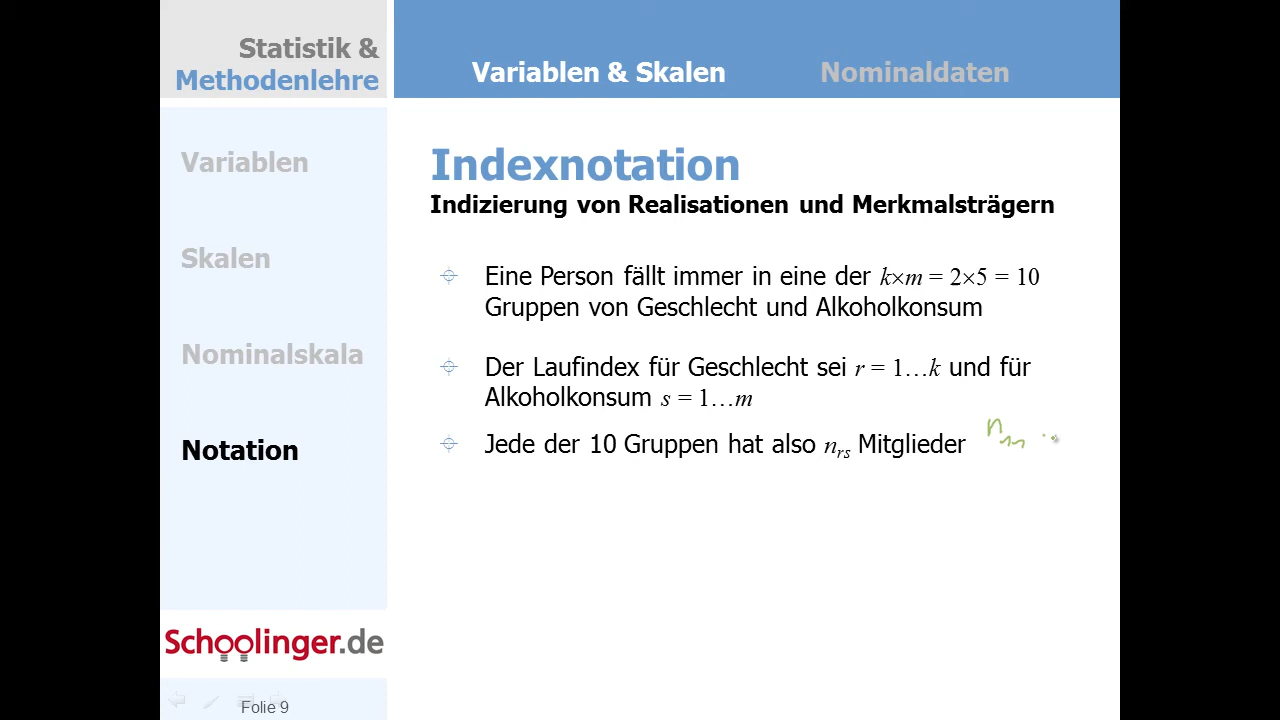 Statistik &
Methodenlehre
Variablen & Skalen
Nominaldaten
Variablen
Skalen
Nominalskala
Notation
Indexnotation
Indizierung von Realisationen und Merkmalsträgern
Eine Person fällt immer in eine der k×m = 2×5 = 10
Gruppen von Geschlecht und Alkoholkonsum
Der Laufindex für Geschlecht sei r = 1…k und für
Alkoholkonsum s = 1…m
Jede der 10 Gruppen hat also nrs Mitglieder
Schoolinger.de
Folie 9